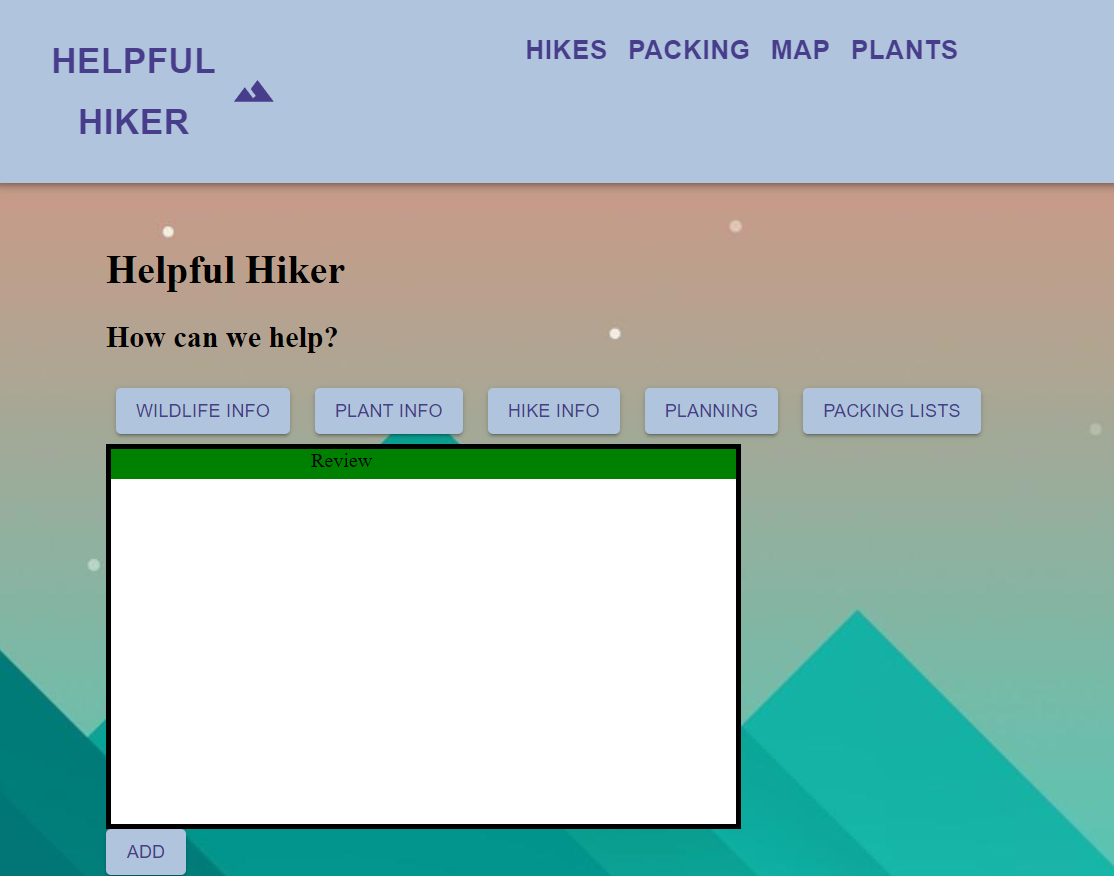 HELPFUL
HIKER
HIKES PACKING MAP PLANTS
Helpful Hiker
How can we help?
WILDLIFE INFO PLANT INFO HIKE INFO PLANNING PACKING LISTS
Review
ADD